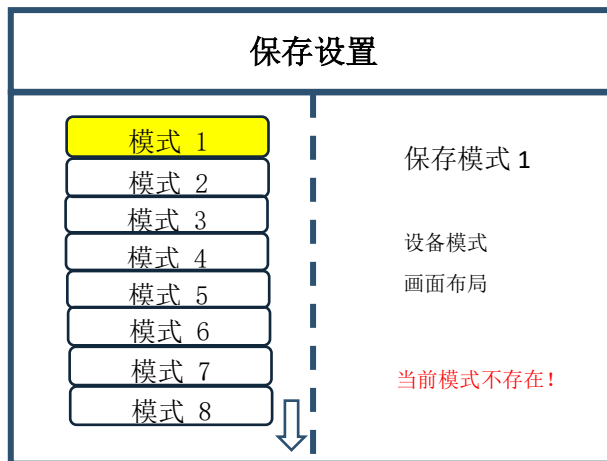 保存设置
模式 1
模式 2
模式 3
模式 4
模式 5
模式 6
模式 7
模式 8
保存模式 1
设备模式
画面布局
当前模式不存在！